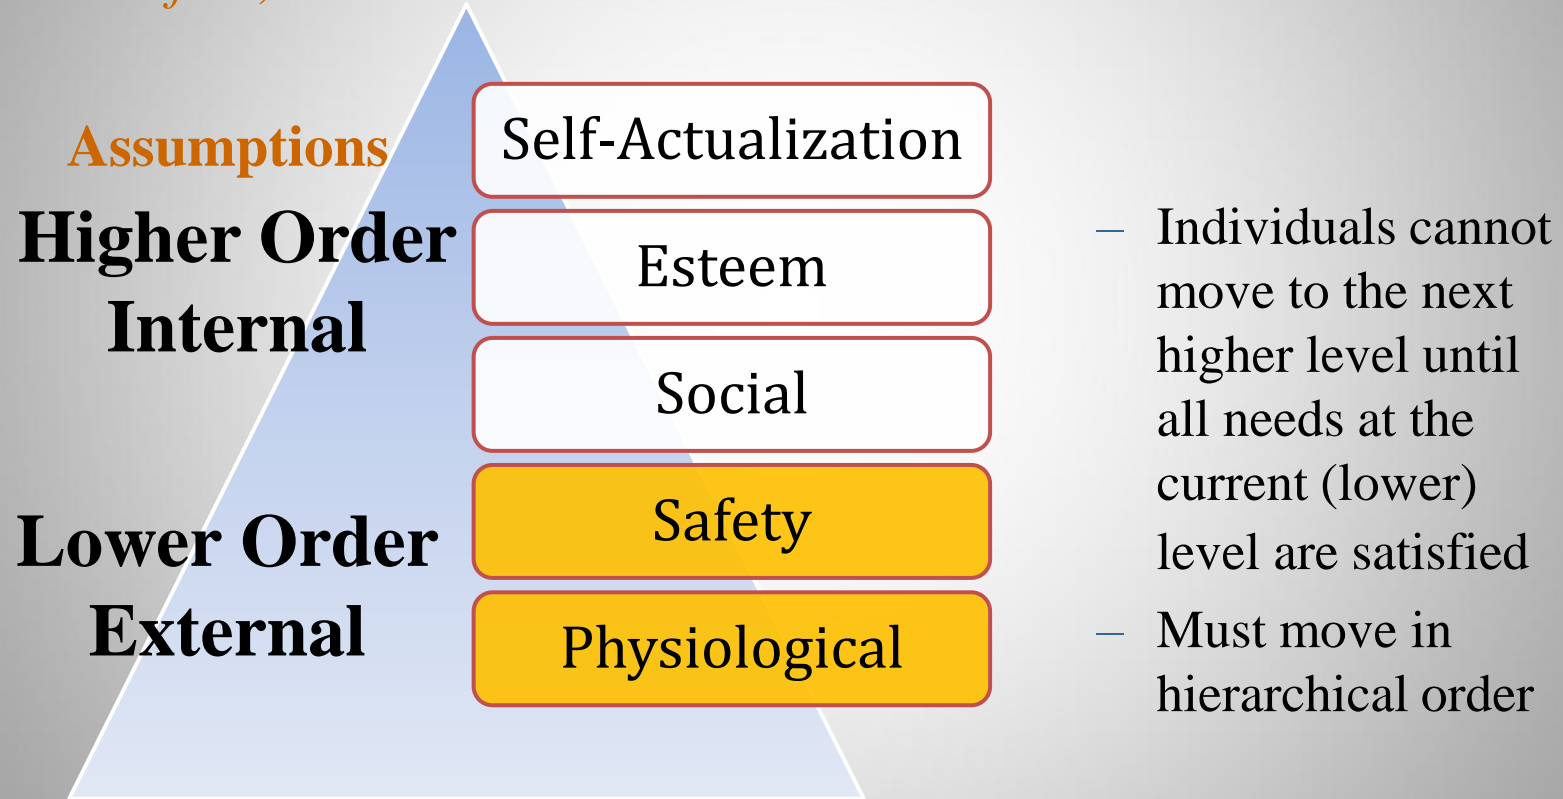 Assumptions
Higher Order
Internal
Lower Order
External
Self-Actualization
Esteem
Social
Safety
Physiological
– Individuals cannot
move to the next
higher level until
all needs at the
current (lower)
level are satisfied
– Must move in
hierarchical order